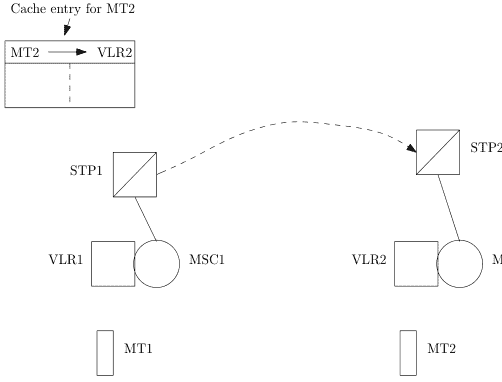 Cache entry for MT2
MT2 VLR2
STP1
STP2
VLR1 MSC1
VLR2
MT1
MT2